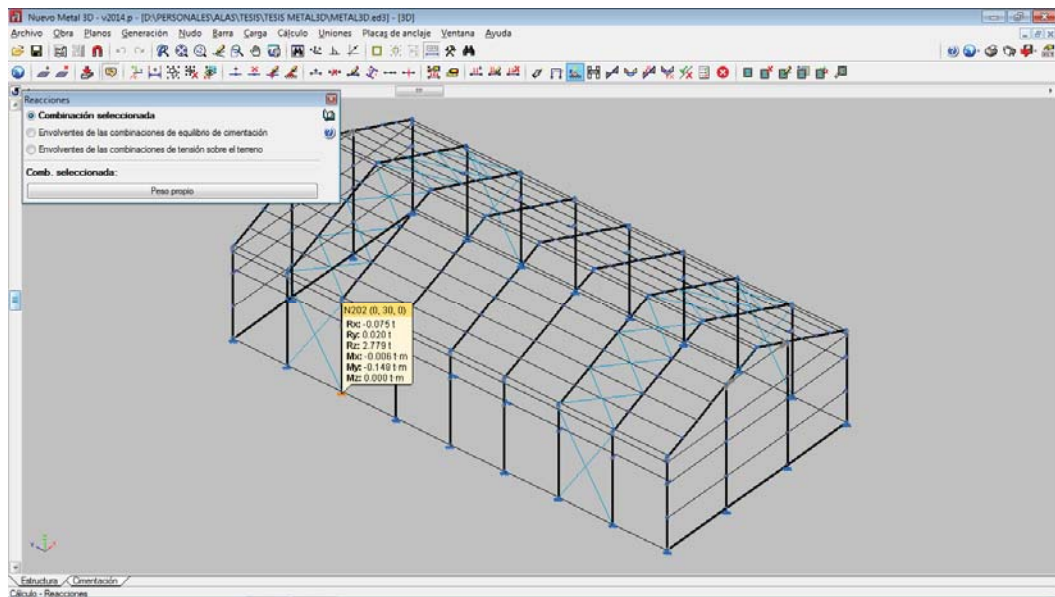 Nuevo Metal 3D - v2014.p - [D:\PERSONALES\ALAS\TESIS\TESIS METAL3D\METAL3D.ed3] - [3D]
Archivo Obra Planos Generación Nudo Barra Carga Cálculo Uniones Placas de anclaje Ventana Ayuda
Reacciones
Combinación seleccionada
Envolventes de las combinaciones de equilibrio de cimentación
Envolventes de las combinaciones de tensión sobre el terreno
Comb. seleccionada:
Peso propio
N202 (0, 30, 0)
Rx: -0.075 t
Ry: 0.020 t
Rz: 2.779 t
Mx: -0.006 t·m
My: -0.148 t·m
Mz: 0.000 t·m
Estructura Cimentación
Cálculo - Reacciones